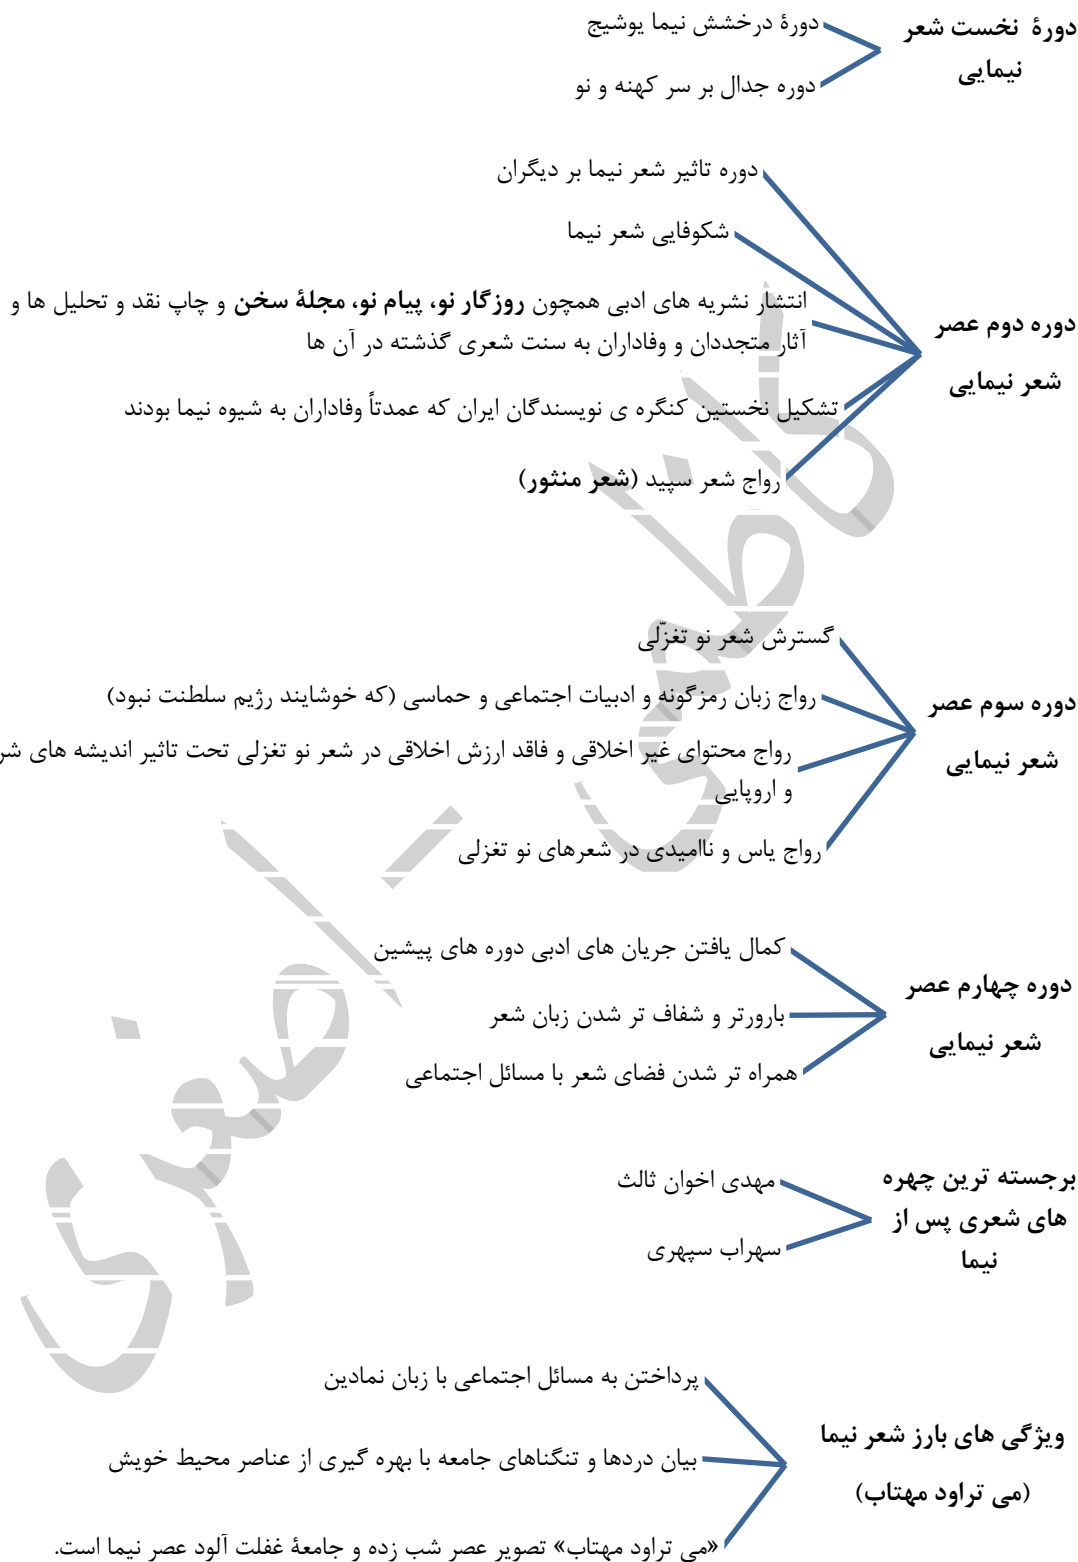 دورهٔ نخست شعر
نیمایی
دورهٔ درخشش نیما یوشیج
دوره جدال بر سر کهنه و نو
دوره دوم عصر
شعر نیمایی
دوره تاثیر شعر نیما بر دیگران
شکوفایی شعر نیما
انتشار نشریه های ادبی همچون روزگار نو، پیام نو، مجلهٔ سخن و چاپ نقد و تحلیل ها و
آثار متجددان و وفاداران به سنت شعری گذشته در آن ها
تشکیل نخستین کنگره ی نویسندگان ایران که عمدتاً وفاداران به شیوه نیما بودند
رواج شعر سپید (شعر منثور)
دوره سوم عصر
شعر نیمایی
گسترش شعر نو تغزّلی
رواج زبان رمزگونه و ادبیات اجتماعی و حماسی (که خوشایند رژیم سلطنت نبود)
رواج محتوای غیر اخلاقی و فاقد ارزش اخلاقی در شعر نو تغزلی تحت تاثیر اندیشه های
و اروپایی
رواج یاس و ناامیدی در شعرهای نو تغزلی
دوره چهارم عصر
شعر نیمایی
کمال یافتن جریان های ادبی دوره های پیشین
بارورتر و شفاف تر شدن زبان شعر
همراه تر شدن فضای شعر با مسائل اجتماعی
برجسته ترین چهره
های شعری پس از
نیما
مهدی اخوان ثالث
سهراب سپهری
ویژگی های بارز شعر نیما
(می تراود مهتاب)
پرداختن به مسائل اجتماعی با زبان نمادین
بیان دردها و تنگناهای جامعه با بهره گیری از عناصر محیط خویش
«می تراود مهتاب» تصویر عصر شب زده و جامعهٔ غفلت آلود عصر نیما است.
کاظمی - اصغری